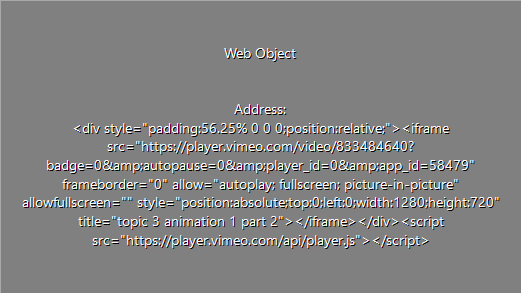 Web Object
Address:
<div style="padding:56.25% 0 0 0;position:relative;"><iframe
src="https://player.vimeo.com/video/833484640?
badge=0&amp;autopause=0&amp;player_id=0&amp;app_id=58479"
frameborder="0" allow="autoplay; fullscreen; picture-in-picture"
allowfullscreen="" style="position:absolute;top:0;left:0;width:1280;height:720"
title="topic 3 animation 1 part 2"></iframe></div><script
src="https://player.vimeo.com/api/player.js"></script>